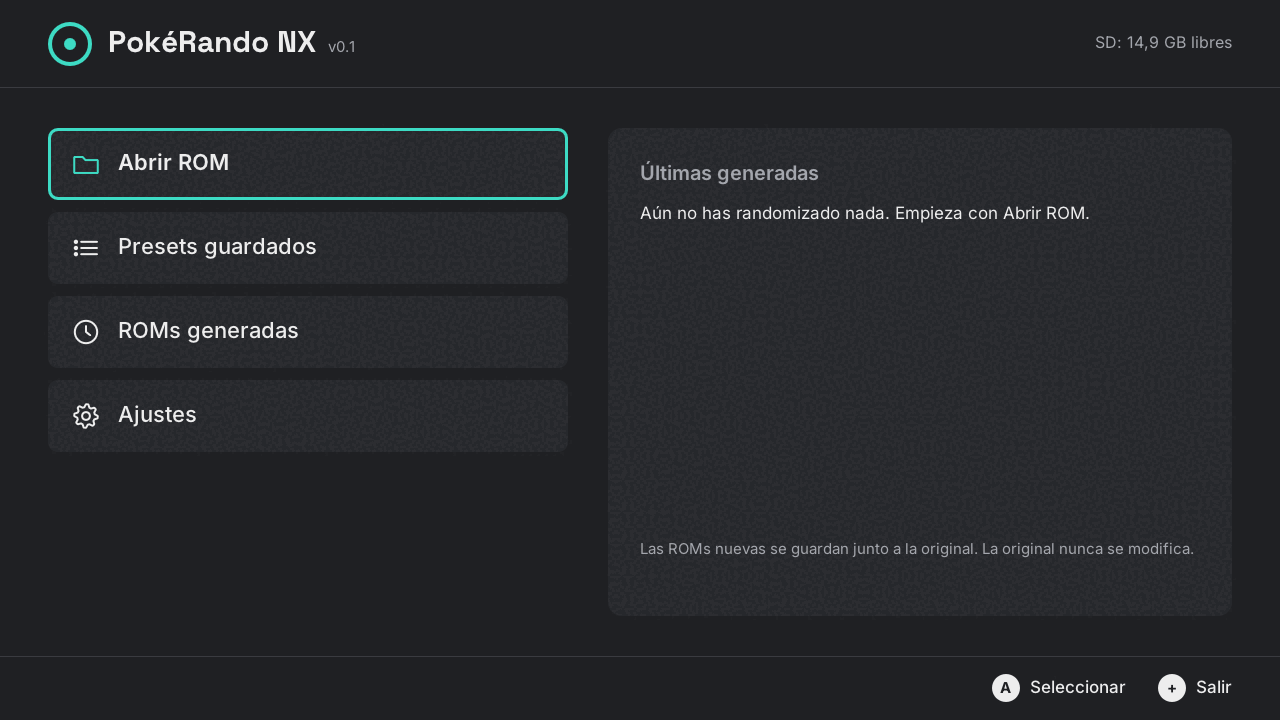 PokéRando NX v0.1
SD: 14,9 GB libres
Abrir ROM
Presets guardados
ROMs generadas
Ajustes
Últimas generadas
Aún no has randomizado nada. Empieza con Abrir ROM.
Las ROMs nuevas se guardan junto a la original. La original nunca se modifica.
A Seleccionar
+ Salir